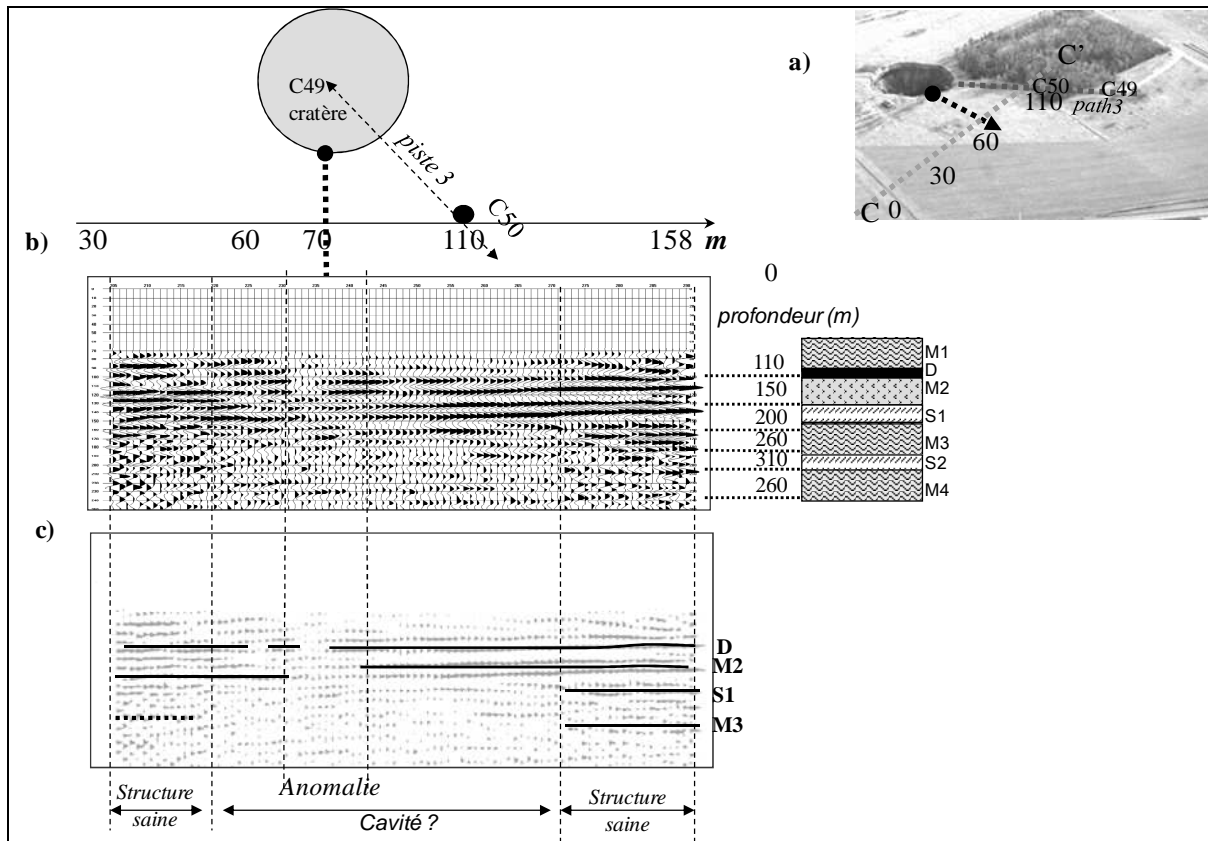 a)
C'
C50
C49
110
path3
60
30
C
0
C49
cratère
piste 3
C50
b)
30
60
70
110
158
m
0
profondeur (m)
110
150
200
260
310
260
M1
D
M2
S1
M3
S2
M4
c)
D
M2
S1
M3
Structure
saine
Anomalie
Cavité ?
Structure
saine